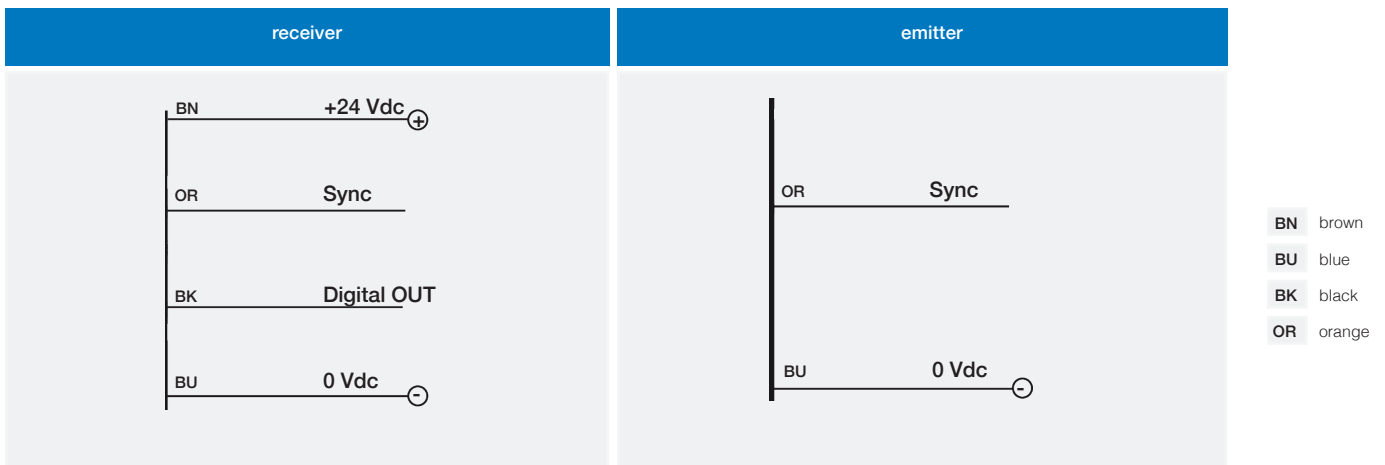 receiver
BN +24 Vdc +
OR Sync
BK Digital OUT
BU 0 Vdc -
emitter
OR Sync
BU 0 Vdc -
BN brown
BU blue
BK black
OR orange